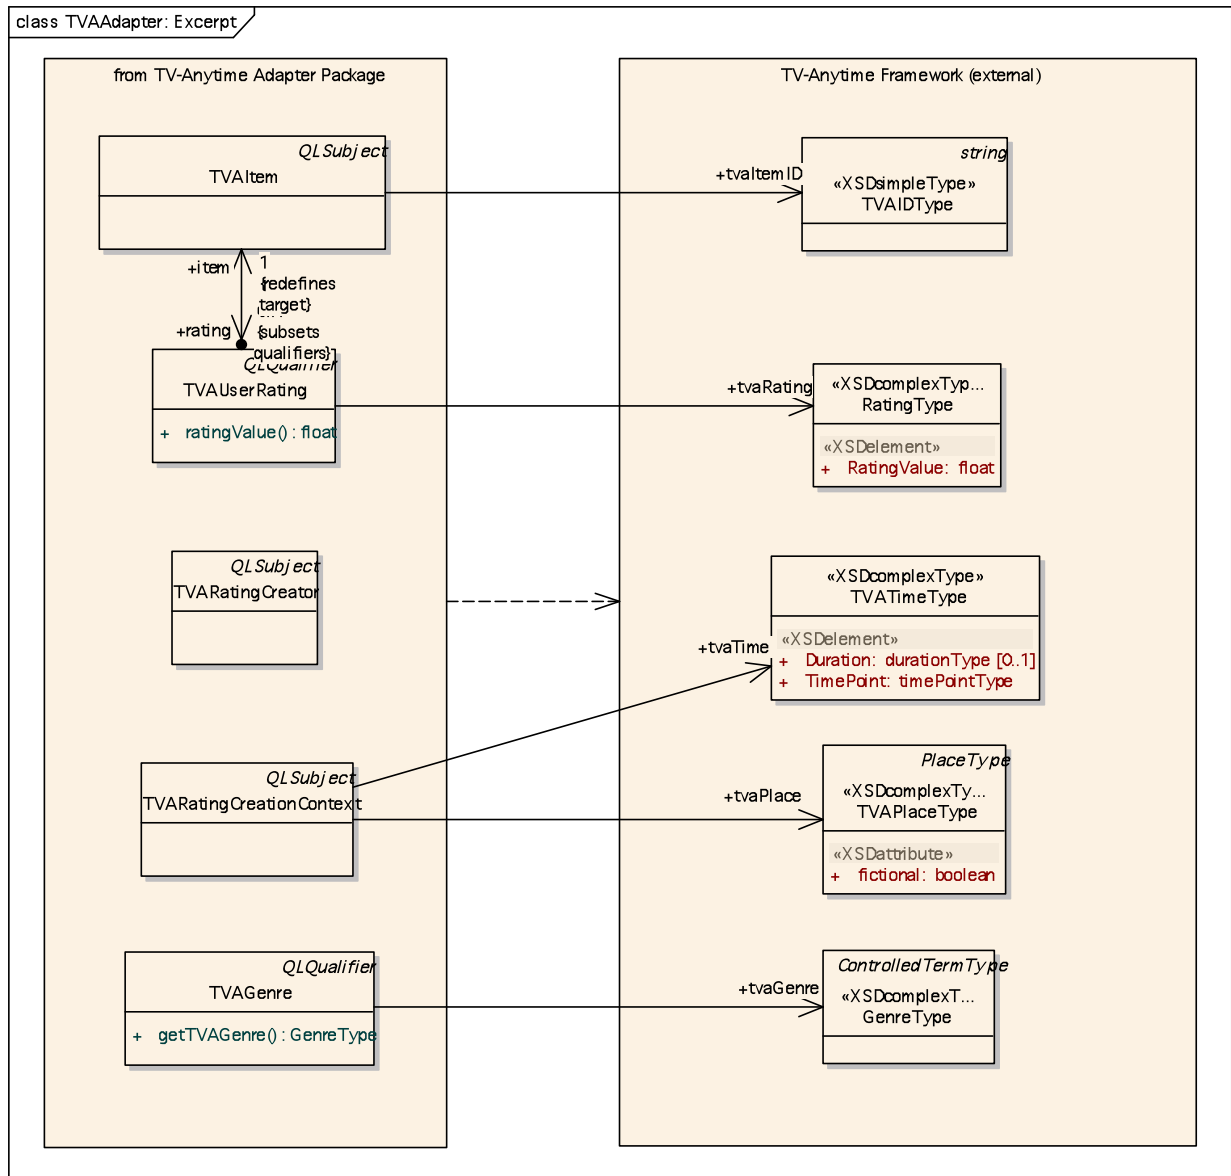 class TVAAdapter: Excerpt
from TV-Anytime Adapter Package
QLSubject
TVAItem
+item
1
{redefines
target}
{subsets
qualifiers}
+rating
QLQualifier
TVAUserRating
+ ratingValue() : float
QLSubject
TVARatingCreator
QLSubject
TVARatingCreationContext
QLQualifier
TVAGenre
+ getTVAGenre() : GenreType
TV-Anytime Framework (external)
+tvaItemID
string
«XSDsimpleType»
TVAIDType
+tvaRating
«XSDcomplexTyp...
RatingType
«XSDelement»
+ RatingValue: float
+tvaTime
«XSDcomplexType»
TVATimeType
«XSDelement»
+ Duration: durationType [0..1]
+ TimePoint: timePointType
+tvaPlace
PlaceType
«XSDcomplexTy...
TVAPlaceType
«XSDattribute»
+ fictional: boolean
+tvaGenre
ControlledTermType
«XSDcomplexT...
GenreType